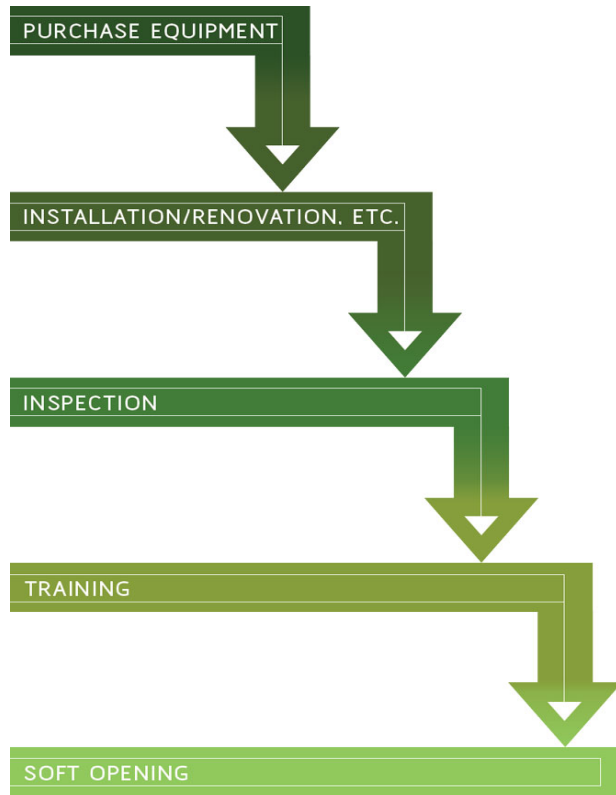 PURCHASE EQUIPMENT
INSTALLATION/RENOVATION, ETC.
INSPECTION
TRAINING
SOFT OPENING